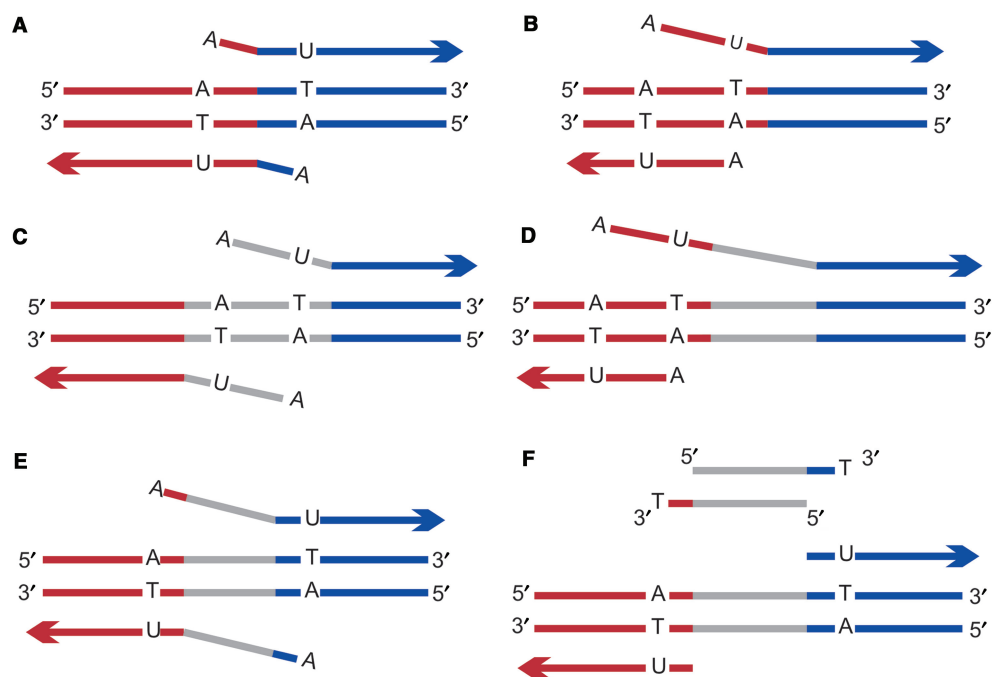 A
A U
5′ A T 3′
3′ T A 5′
U A
B
A U
5′ A T 3′
3′ T A 5′
U A
C
A U
5′ A T 3′
3′ T A 5′
U A
D
A U
5′ A T 3′
3′ T A 5′
U A
E
A U
5′ A T 3′
3′ T A 5′
U A
F
5′ T 3′
T
3′ 5′
U
5′ A T 3′
3′ T A 5′
U